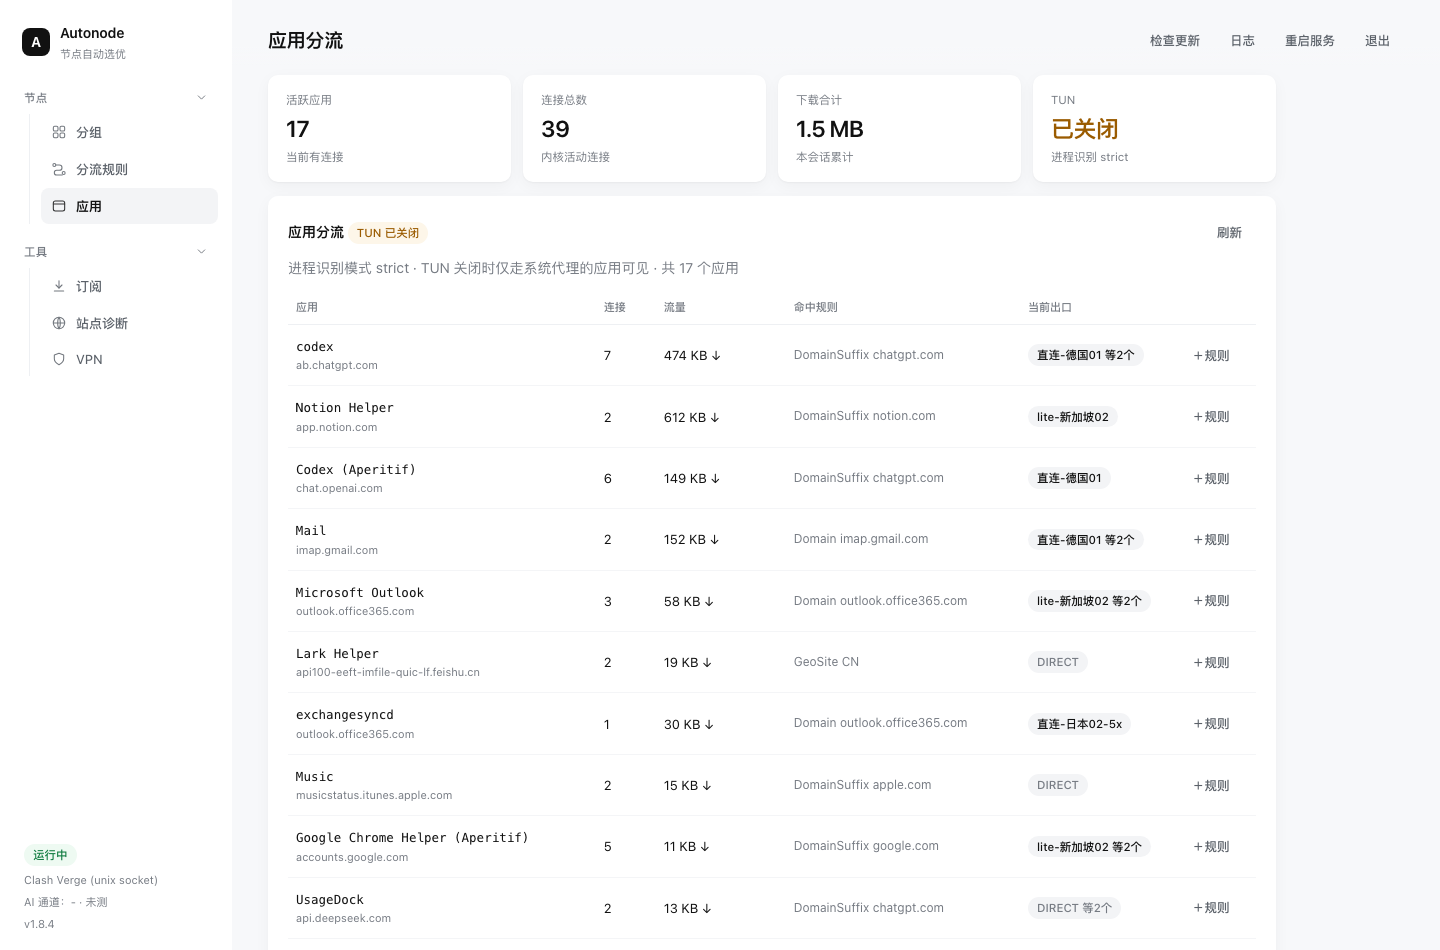 A
Autonode
节点自动选优
节点
分组
分流规则
应用
工具
订阅
站点诊断
VPN
运行中
Clash Verge (unix socket)
AI 通道：- · 未测
v1.8.4
应用分流
检查更新 日志 重启服务 退出
活跃应用
17
当前有连接
连接总数
39
内核活动连接
下载合计
1.5 MB
本会话累计
TUN
已关闭
进程识别 strict
应用分流 TUN 已关闭 刷新
进程识别模式 strict · TUN 关闭时仅走系统代理的应用可见 · 共 17 个应用
应用 连接 流量 命中规则 当前出口
codex
ab.chatgpt.com
7 474 KB ↓ DomainSuffix chatgpt.com 直连-德国01 等2个 +规则
Notion Helper
app.notion.com
2 612 KB ↓ DomainSuffix notion.com lite-新加坡02 +规则
Codex (Aperitif)
chat.openai.com
6 149 KB ↓ DomainSuffix chatgpt.com 直连-德国01 +规则
Mail
imap.gmail.com
2 152 KB ↓ Domain imap.gmail.com 直连-德国01 等2个 +规则
Microsoft Outlook
outlook.office365.com
3 58 KB ↓ Domain outlook.office365.com lite-新加坡02 等2个 +规则
Lark Helper
api100-eeft-imfile-quic-lf.feishu.cn
2 19 KB ↓ GeoSite CN DIRECT +规则
exchangesyncd
outlook.office365.com
1 30 KB ↓ Domain outlook.office365.com 直连-日本02-5x +规则
Music
musicstatus.itunes.apple.com
2 15 KB ↓ DomainSuffix apple.com DIRECT +规则
Google Chrome Helper (Aperitif)
accounts.google.com
5 11 KB ↓ DomainSuffix google.com lite-新加坡02 等2个 +规则
UsageDock
api.deepseek.com
2 13 KB ↓ DomainSuffix chatgpt.com DIRECT 等2个 +规则